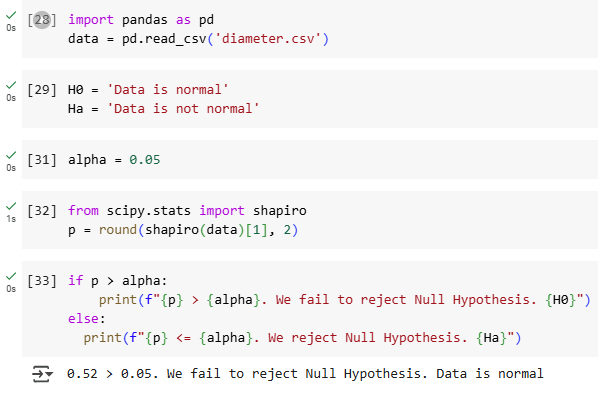 [28] import pandas as pd
0s
data = pd.read_csv('diameter.csv')
[29] H0 = 'Data is normal'
0s
Ha = 'Data is not normal'
[31] alpha = 0.05
0s
[32] from scipy.stats import shapiro
1s
p = round(shapiro(data)[1], 2)
[33] if p > alpha:
0s
print(f"{p} > {alpha}. We fail to reject Null Hypothesis. {H0}")
else:
print(f"{p} <= {alpha}. We reject Null Hypothesis. {Ha}")
0.52 > 0.05. We fail to reject Null Hypothesis. Data is normal